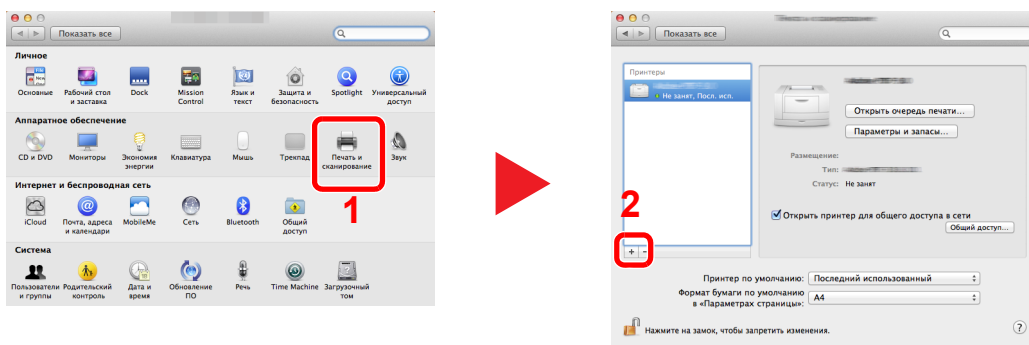 Показать все
Личное
Основные
Рабочий стол
и заставка
Dock
Mission
Control
Язык и
текст
Защита и
безопасность
Spotlight
Универсальный
доступ
Аппаратное обеспечение
CD и DVD
Мониторы
Экономия
энергии
Клавиатура
Мышь
Трекпад
Печать и
сканирование
Звук
1
Интернет и беспроводная сеть
iCloud
Почта, адреса
и календари
MobileMe
Сеть
Bluetooth
Общий
доступ
Система
Пользователи
и группы
Родительский
контроль
Дата и
время
Обновление
ПО
Речь
Time Machine
Загрузочный
том
Показать все
Принтеры
Не занят, Посл. исп.
Открыть очередь печати...
Параметры и запасы...
Размещение:
Тип:
Статус: Не занят
2
Открыть принтер для общего доступа в сети
Общий доступ...
+ −
Принтер по умолчанию: Последний использованный
Формат бумаги по умолчанию
в «Параметрах страницы»: A4
Нажмите на замок, чтобы запретить изменения.
?